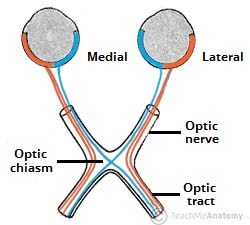 Medial
Lateral
Optic
nerve
Optic
chiasm
Optic
tract
TeachMeAnatomy